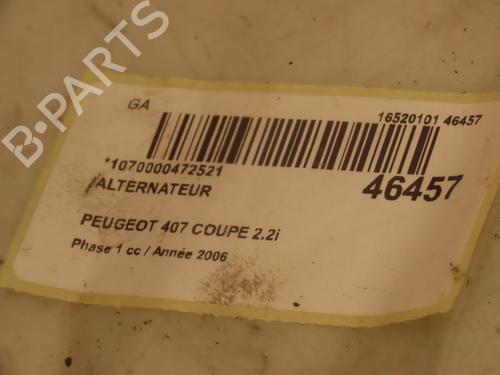 GA
16520101 46457
*1070000472521
ALTERNATEUR
46457
PEUGEOT 407 COUPE 2.2i
Phase 1 cc / Année 2006
B-PARTS